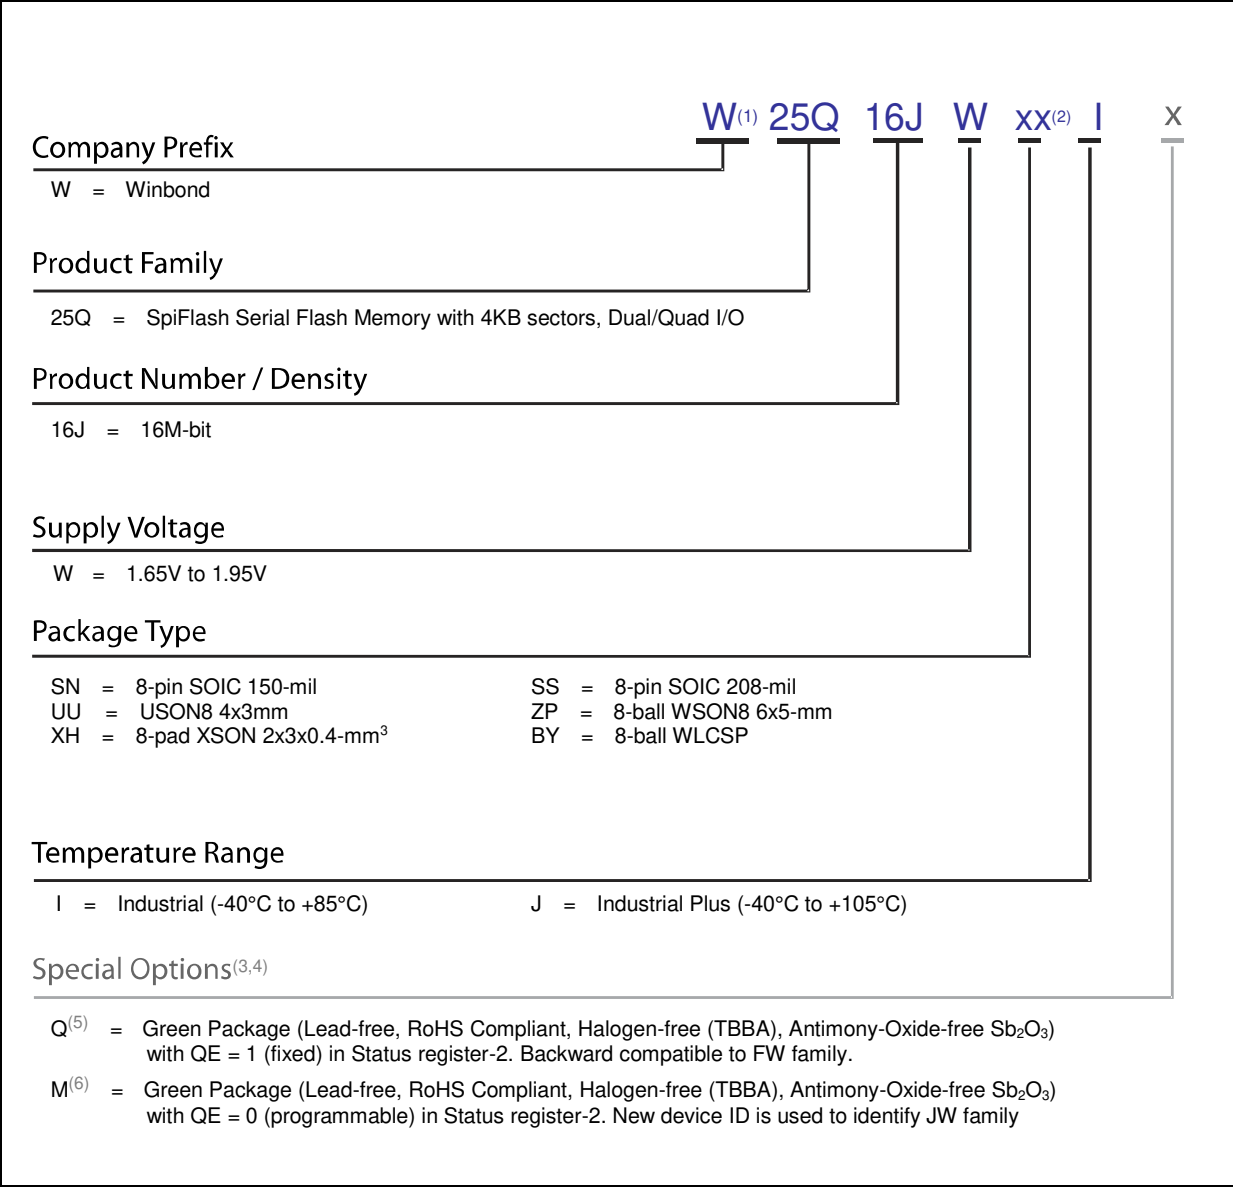 W(1) 25Q 16J W xx(2) I x
Company Prefix
W = Winbond
Product Family
25Q = SpiFlash Serial Flash Memory with 4KB sectors, Dual/Quad I/O
Product Number / Density
16J = 16M-bit
Supply Voltage
W = 1.65V to 1.95V
Package Type
SN = 8-pin SOIC 150-mil SS = 8-pin SOIC 208-mil
UU = USON8 4x3mm ZP = 8-ball WSON8 6x5-mm
XH = 8-pad XSON 2x3x0.4-mm³ BY = 8-ball WLCSP
Temperature Range
I = Industrial (-40°C to +85°C) J = Industrial Plus (-40°C to +105°C)
Special Options(3,4)
Q(5) = Green Package (Lead-free, RoHS Compliant, Halogen-free (TBBA), Antimony-Oxide-free Sb₂O₃)
with QE = 1 (fixed) in Status register-2. Backward compatible to FW family.
M(6) = Green Package (Lead-free, RoHS Compliant, Halogen-free (TBBA), Antimony-Oxide-free Sb₂O₃)
with QE = 0 (programmable) in Status register-2. New device ID is used to identify JW family